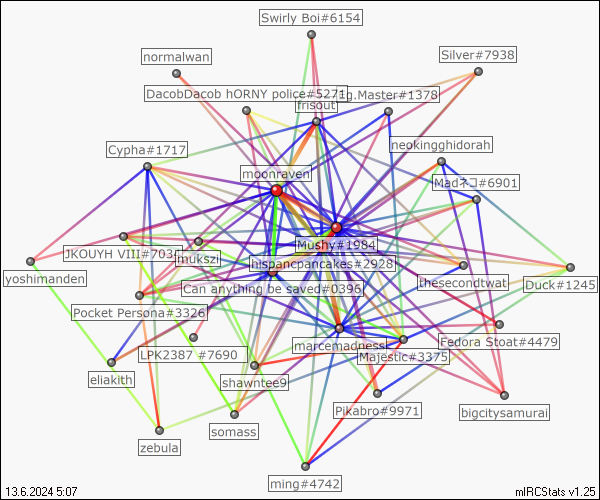 Swirly Boi#6154
normalwan
Silver#7938
DacobDacob hORNY police#5271
g.Master#1378
frisout
neokingghidorah
Cypha#1717
moonraven
Madネコ#6901
Mushy#1984
JKOUYH VIII#7034
mukszi
hispancpancakes#2928
yoshimanden
thesecondtwat
Duck#1245
Can anything be saved#0396
Pocket Persona#3326
marcemadness
Fedora Stoat#4479
LPK2387 #7690
Majestic#3375
eliakith
shawntee9
Pikabro#9971
bigcitysamurai
somass
zebula
ming#4742
13.6.2024 5:07
mIRCStats v1.25